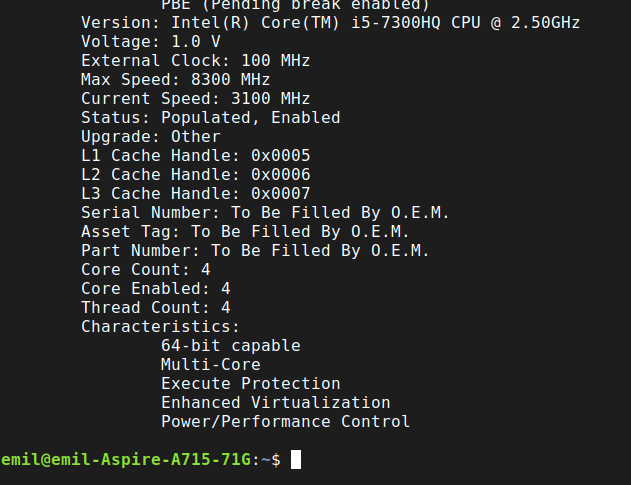 PBE (Pending break enabled)
Version: Intel(R) Core(TM) i5-7300HQ CPU @ 2.50GHz
Voltage: 1.0 V
External Clock: 100 MHz
Max Speed: 8300 MHz
Current Speed: 3100 MHz
Status: Populated, Enabled
Upgrade: Other
L1 Cache Handle: 0x0005
L2 Cache Handle: 0x0006
L3 Cache Handle: 0x0007
Serial Number: To Be Filled By O.E.M.
Asset Tag: To Be Filled By O.E.M.
Part Number: To Be Filled By O.E.M.
Core Count: 4
Core Enabled: 4
Thread Count: 4
Characteristics:
64-bit capable
Multi-Core
Execute Protection
Enhanced Virtualization
Power/Performance Control
emil@emil-Aspire-A715-71G:~$